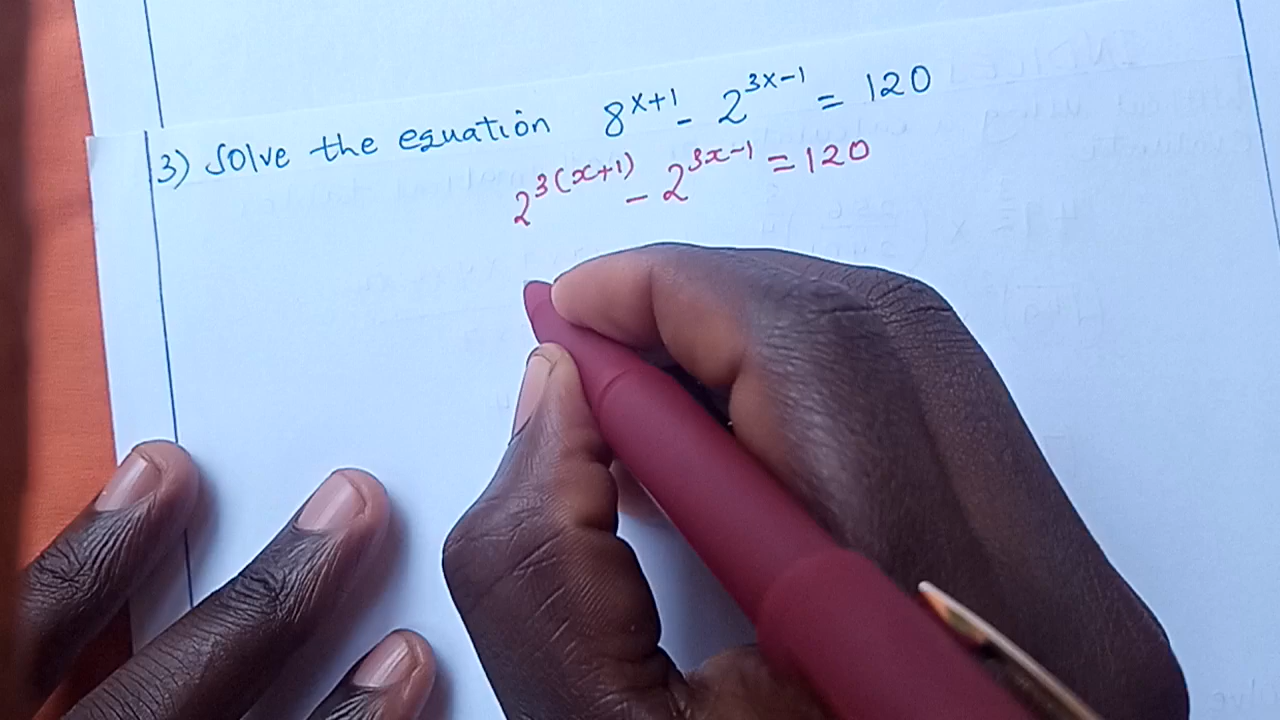 3) Solve the equation 8^{x+1} - 2^{3x-1} = 120
2^{3(x+1)} - 2^{3x-1} = 120